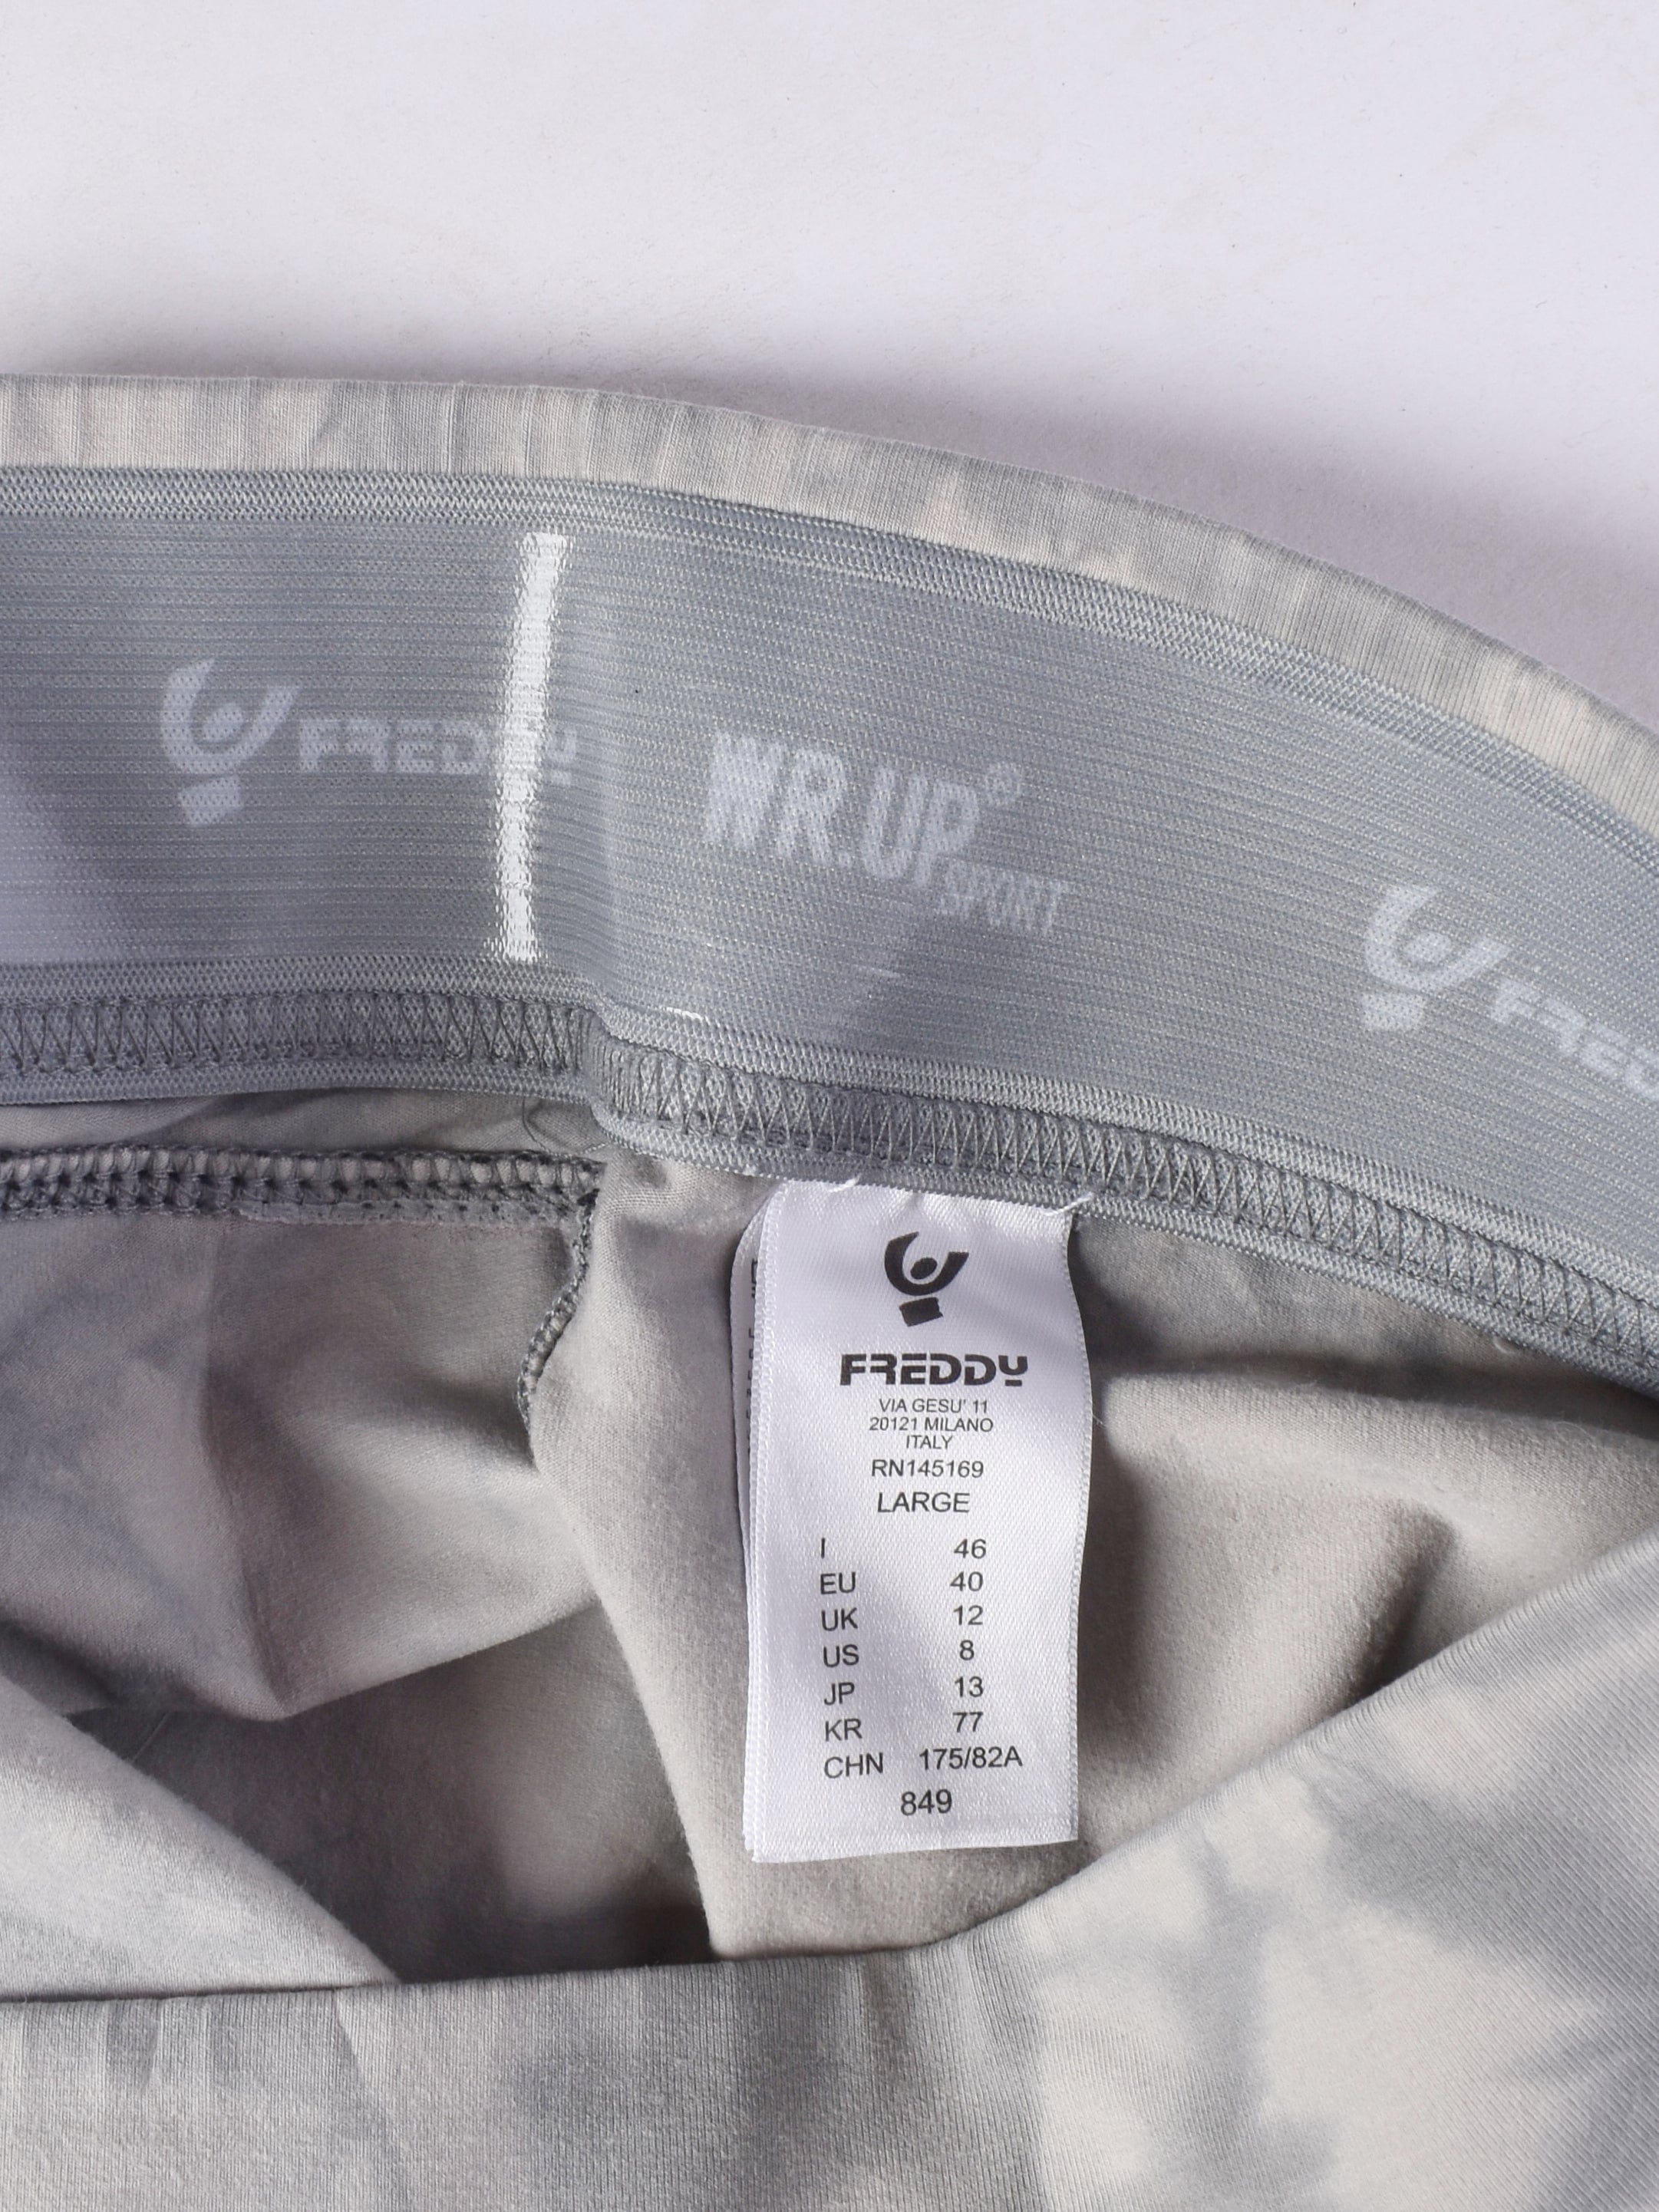 FREDDY
WR.UP®
SPORT
FREDDY
VIA GESU' 11
20121 MILANO
ITALY
RN145169
LARGE
I 46
EU 40
UK 12
US 8
JP 13
KR 77
CHN 175/82A
849